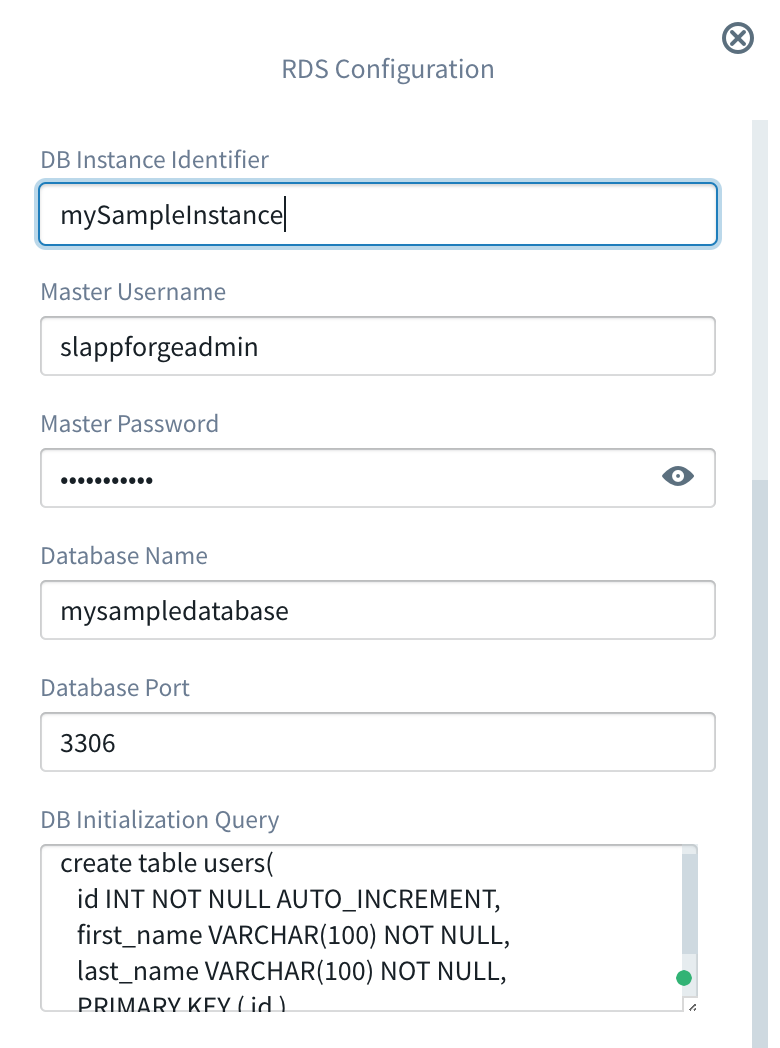 RDS Configuration
DB Instance Identifier
mySampleInstance
Master Username
slappforgeadmin
Master Password
•••••••••••
Database Name
mysampledatabase
Database Port
3306
DB Initialization Query
create table users(
id INT NOT NULL AUTO_INCREMENT,
first_name VARCHAR(100) NOT NULL,
last_name VARCHAR(100) NOT NULL,
PRIMARY KEY ( id )